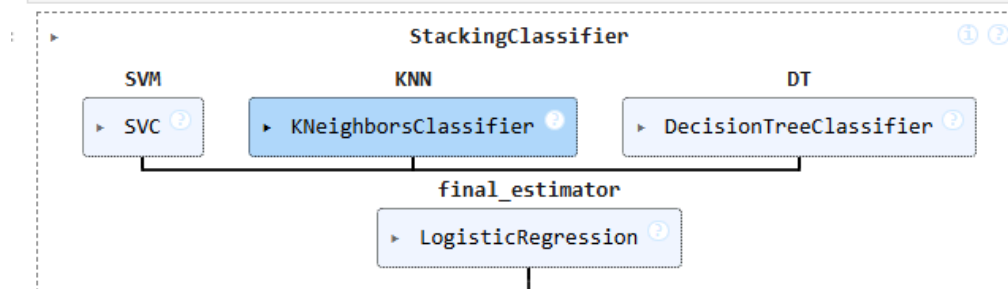 StackingClassifier
SVM KNN DT
SVC ? KNeighborsClassifier ? DecisionTreeClassifier ?
final_estimator
LogisticRegression ?